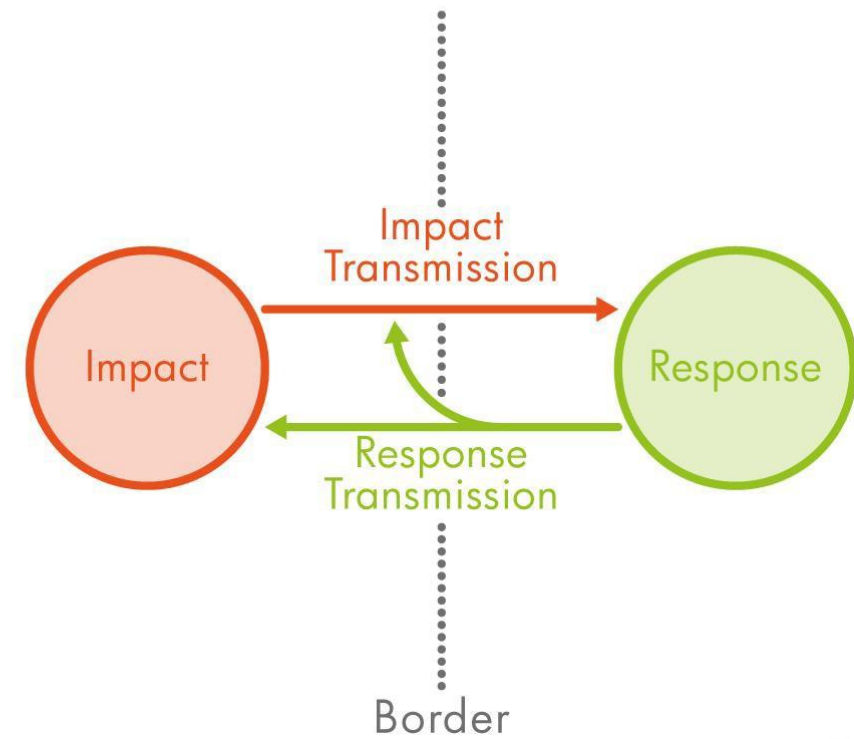 Impact
Transmission
Impact
Response
Response
Transmission
Border